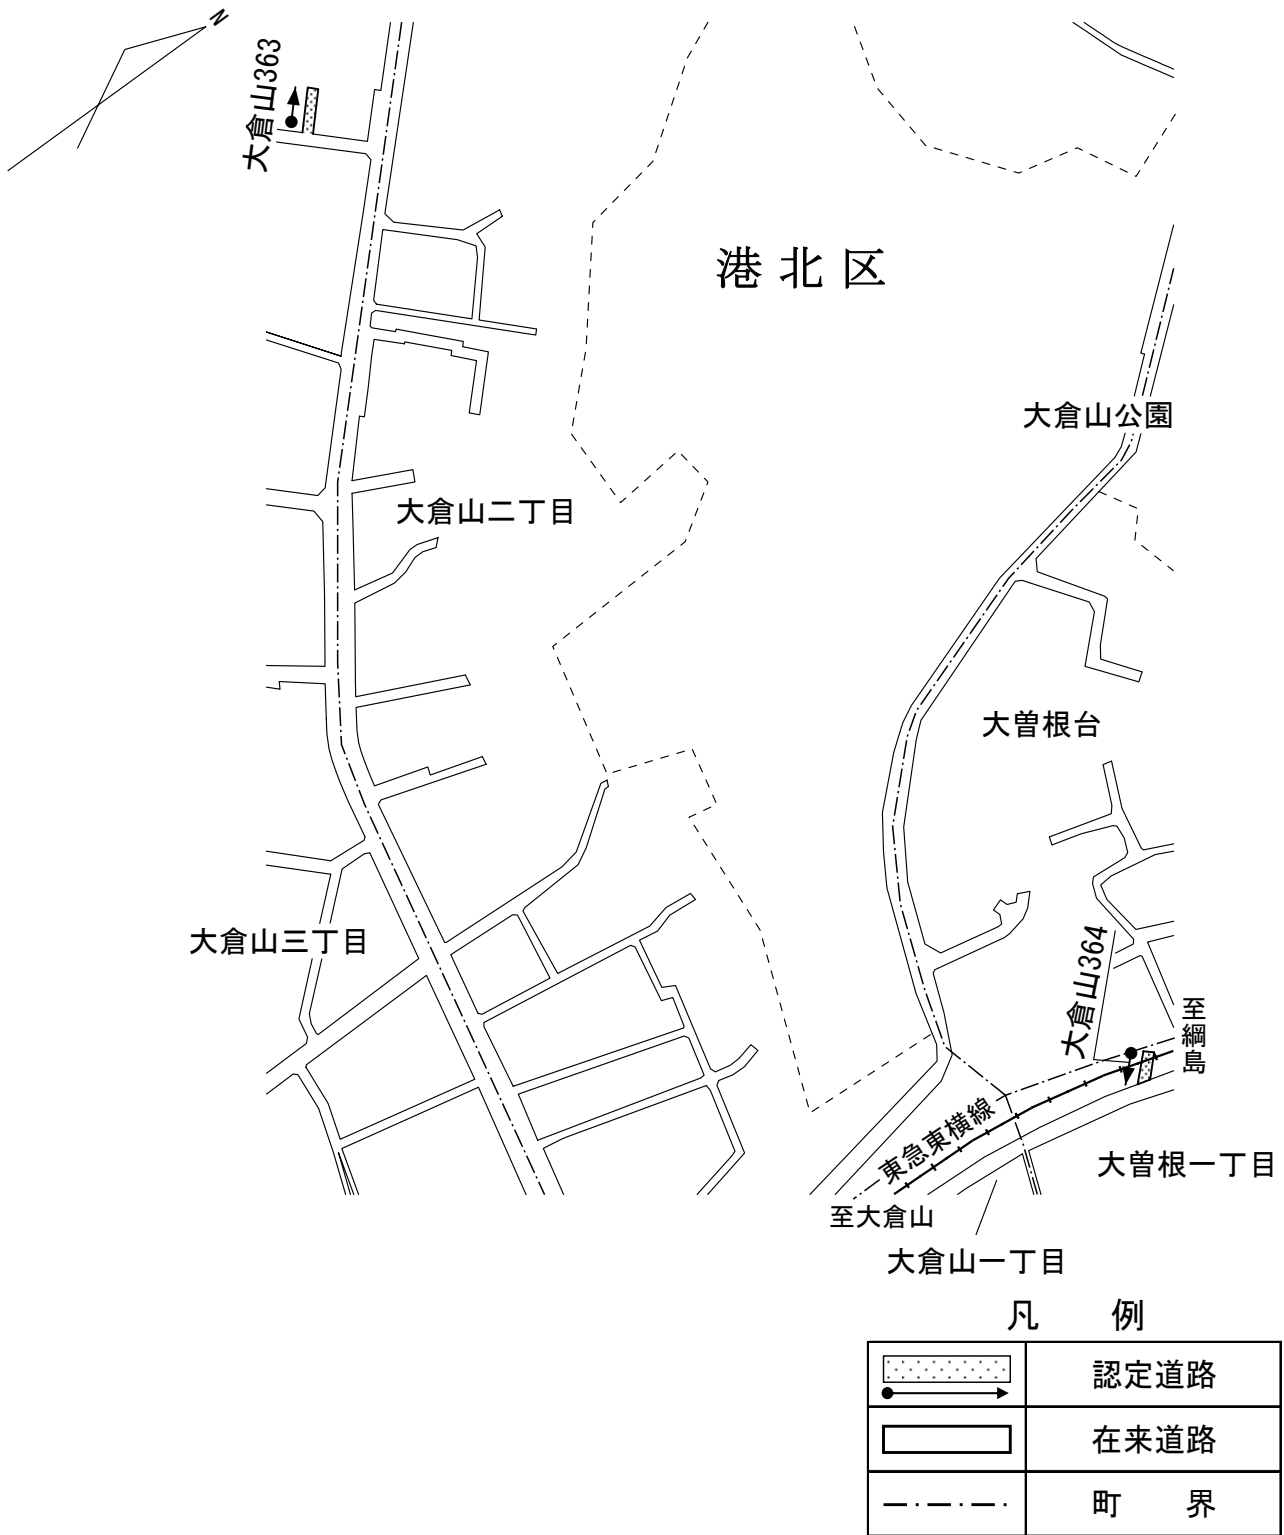 N
大倉山363
港北区
大倉山公園
大倉山二丁目
大曽根台
大倉山三丁目
大倉山364
至綱島
東急東横線
大曽根一丁目
至大倉山
大倉山一丁目
凡 例
認定道路
在来道路
町 界